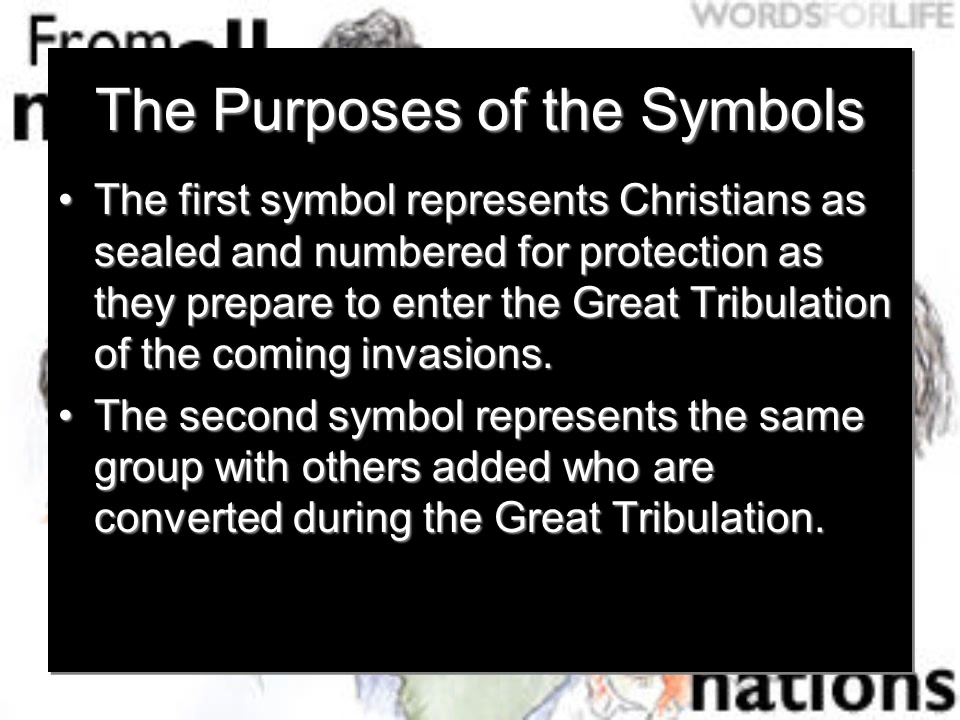 WORDSFORLIFE
From
The Purposes of the Symbols
• The first symbol represents Christians as
sealed and numbered for protection as
they prepare to enter the Great Tribulation
of the coming invasions.
• The second symbol represents the same
group with others added who are
converted during the Great Tribulation.
nations